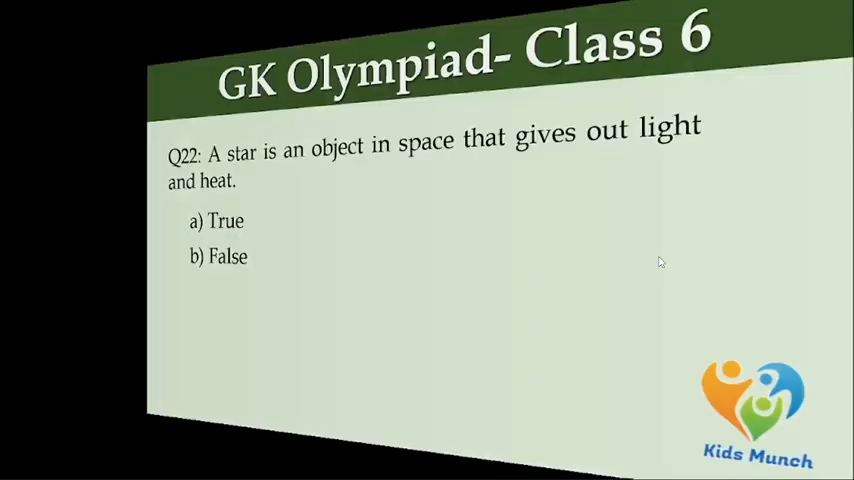 GK Olympiad- Class 6
Q22: A star is an object in space that gives out light
and heat.
a) True
b) False
Kids Munch